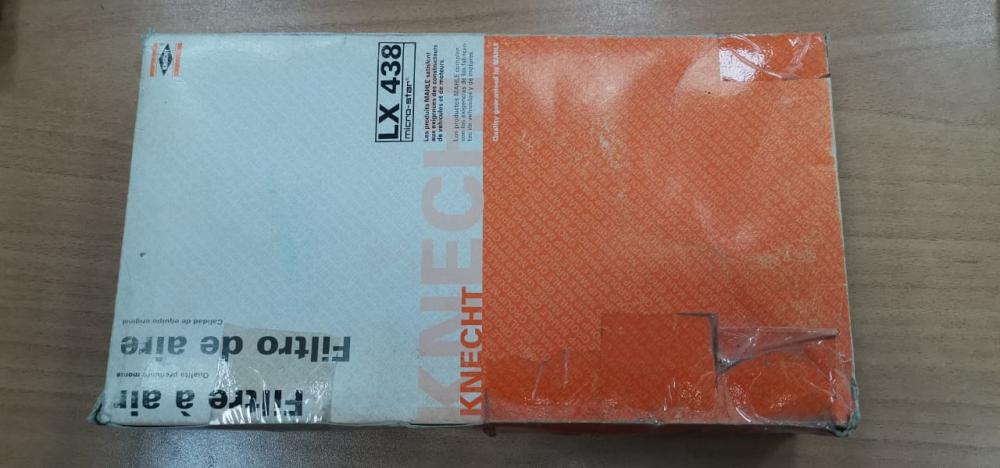 LX 438
micro-star®
Les produits MAHLE satisfont
aux exigences des constructeurs
de véhicules et de moteurs.
Los productos MAHLE cumplen
con las exigencias de los fabrican-
tes de vehículos y de motores.
Quality guaranteed by MAHLE
KNECHT
KNECHT
Filtre à air
Qualité première monte
Filtro de aire
Calidad de equipo original